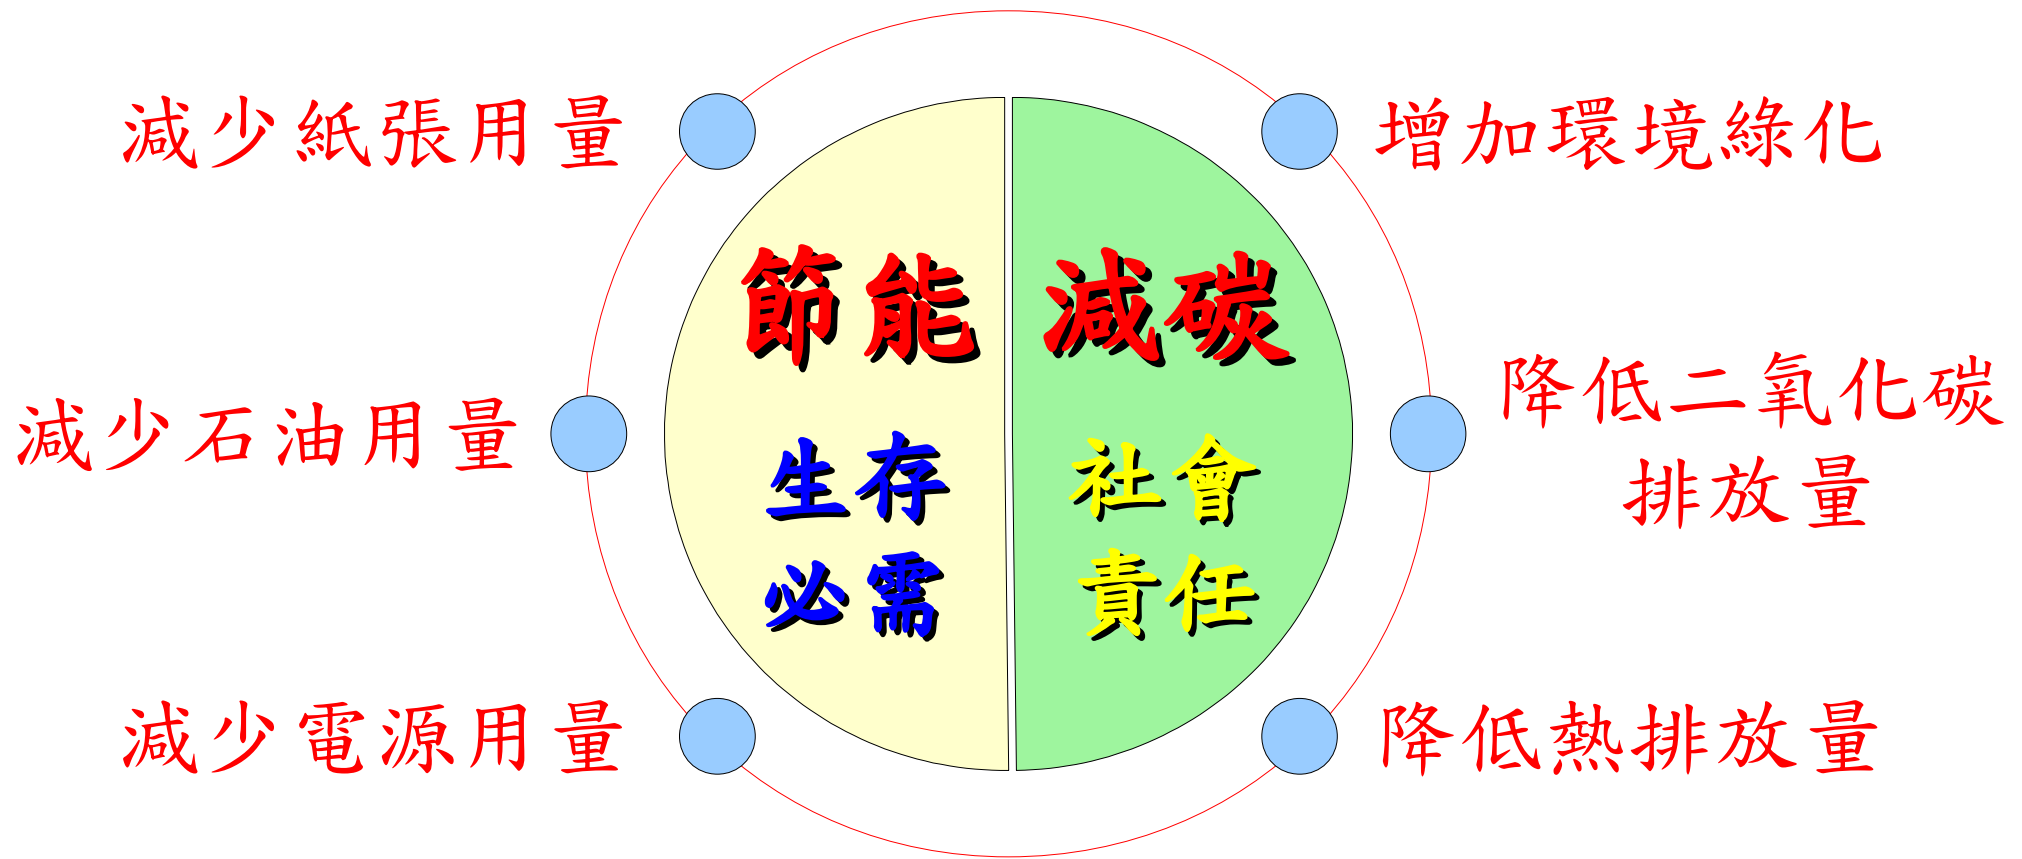 減少紙張用量
增加環境綠化
節能
減碳
減少石油用量
降低二氧化碳
排放量
生存
必需
社會
責任
減少電源用量
降低熱排放量